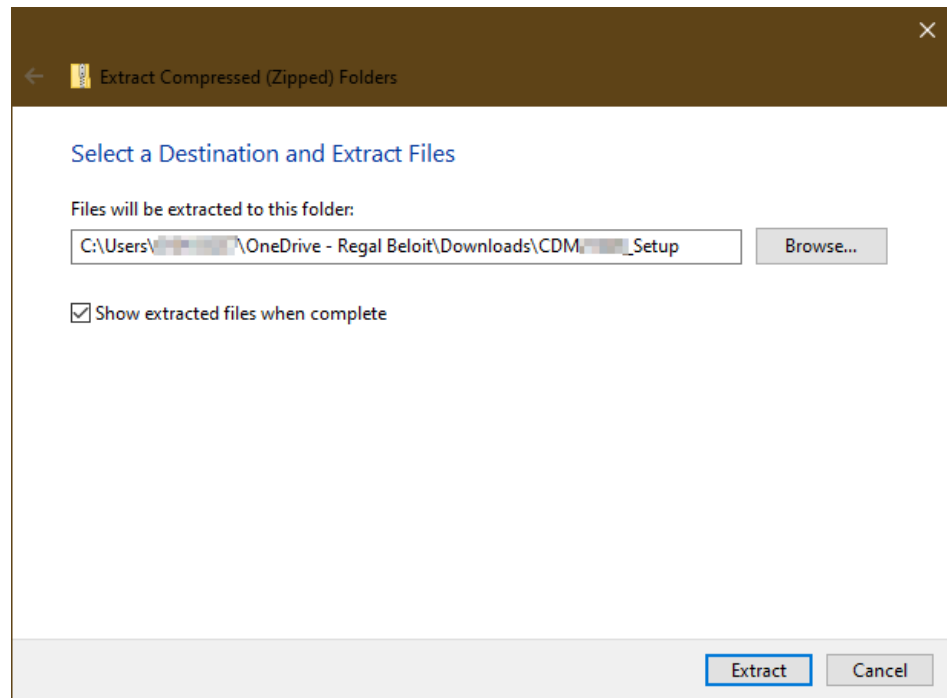 Extract Compressed (Zipped) Folders
Select a Destination and Extract Files
Files will be extracted to this folder:
C:\Users\ \OneDrive - Regal Beloit\Downloads\CDM _Setup
Browse...
Show extracted files when complete
Extract
Cancel